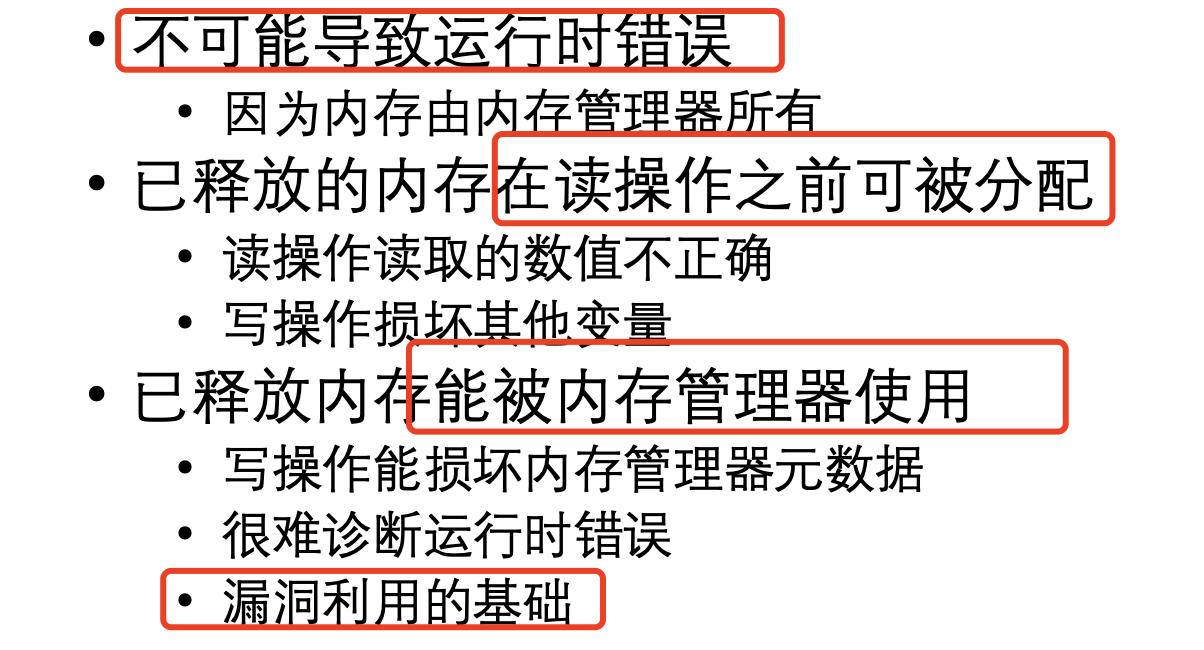 • 不可能导致运行时错误
• 因为内存由内存管理器所有
• 已释放的内存在读操作之前可被分配
• 读操作读取的数值不正确
• 写操作损坏其他变量
• 已释放内存能被内存管理器使用
• 写操作能损坏内存管理器元数据
• 很难诊断运行时错误
• 漏洞利用的基础